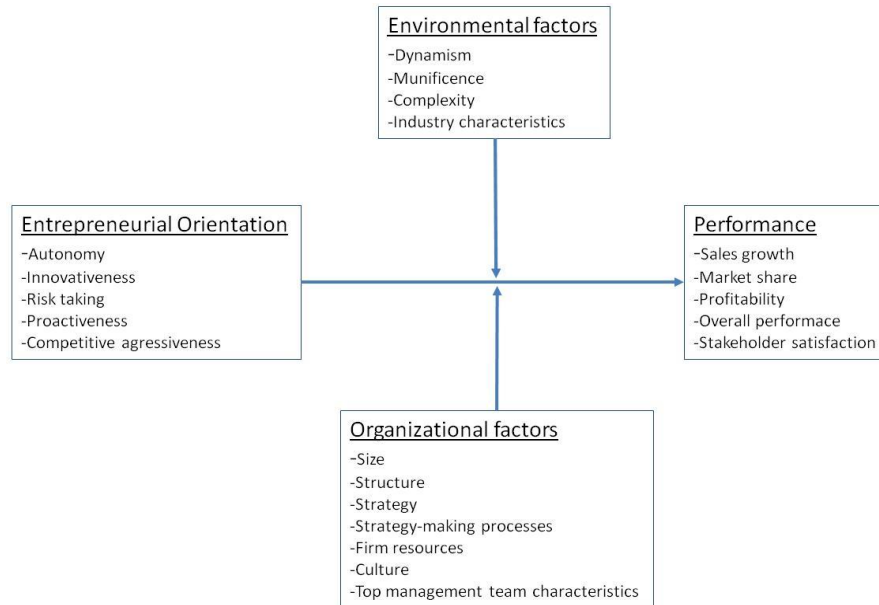 Environmental factors
-Dynamism
-Munificence
-Complexity
-Industry characteristics
Entrepreneurial Orientation
-Autonomy
-Innovativeness
-Risk taking
-Proactiveness
-Competitive agressiveness
Performance
-Sales growth
-Market share
-Profitability
-Overall performace
-Stakeholder satisfaction
Organizational factors
-Size
-Structure
-Strategy
-Strategy-making processes
-Firm resources
-Culture
-Top management team characteristics